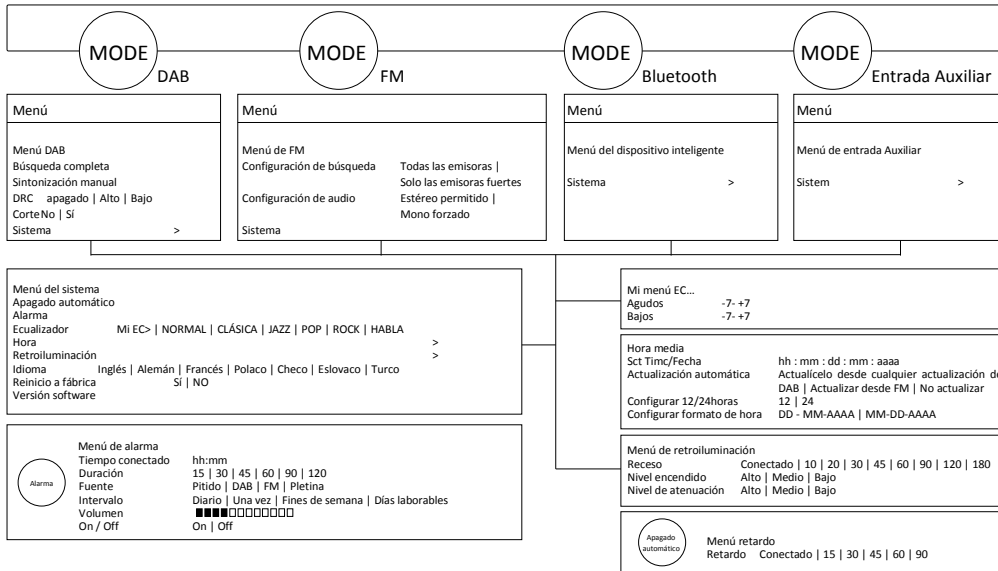 MODE
DAB
MODE
FM
MODE
Bluetooth
MODE
Entrada Auxiliar
Menú
Menú DAB
Búsqueda completa
Sintonización manual
DRC apagado | Alto | Bajo
CorteNo | Sí
Sistema >
Menú
Menú de FM
Configuración de búsqueda Todas las emisoras |
Solo las emisoras fuertes
Configuración de audio Estéreo permitido |
Mono forzado
Sistema
Menú
Menú del dispositivo inteligente
Sistema >
Menú
Menú de entrada Auxiliar
Sistem >
Menú del sistema
Apagado automático
Alarma
Ecualizador Mi EC> | NORMAL | CLÁSICA | JAZZ | POP | ROCK | HABLA
Hora >
Retroiluminación >
Idioma Inglés | Alemán | Francés | Polaco | Checo | Eslovaco | Turco
Reinicio a fábrica Sí | NO
Versión software
Mi menú EC...
Agudos -7- +7
Bajos -7- +7
Hora media
Sct Timc/Fecha hh : mm : dd : mm : aaaa
Actualización automática Actualícelo desde cualquier actualización de
DAB | Actualizar desde FM | No actualizar
Configurar 12/24horas 12 | 24
Configurar formato de hora DD - MM-AAAA | MM-DD-AAAA
Alarma
Menú de alarma
Tiempo conectado hh:mm
Duración 15 | 30 | 45 | 60 | 90 | 120
Fuente Pitido | DAB | FM | Pletina
Intervalo Diario | Una vez | Fines de semana | Días laborables
Volumen
On / Off On | Off
Menú de retroiluminación
Receso Conectado | 10 | 20 | 30 | 45 | 60 | 90 | 120 | 180
Nivel encendido Alto | Medio | Bajo
Nivel de atenuación Alto | Medio | Bajo
Apagado
automático
Menú retardo
Retardo Conectado | 15 | 30 | 45 | 60 | 90